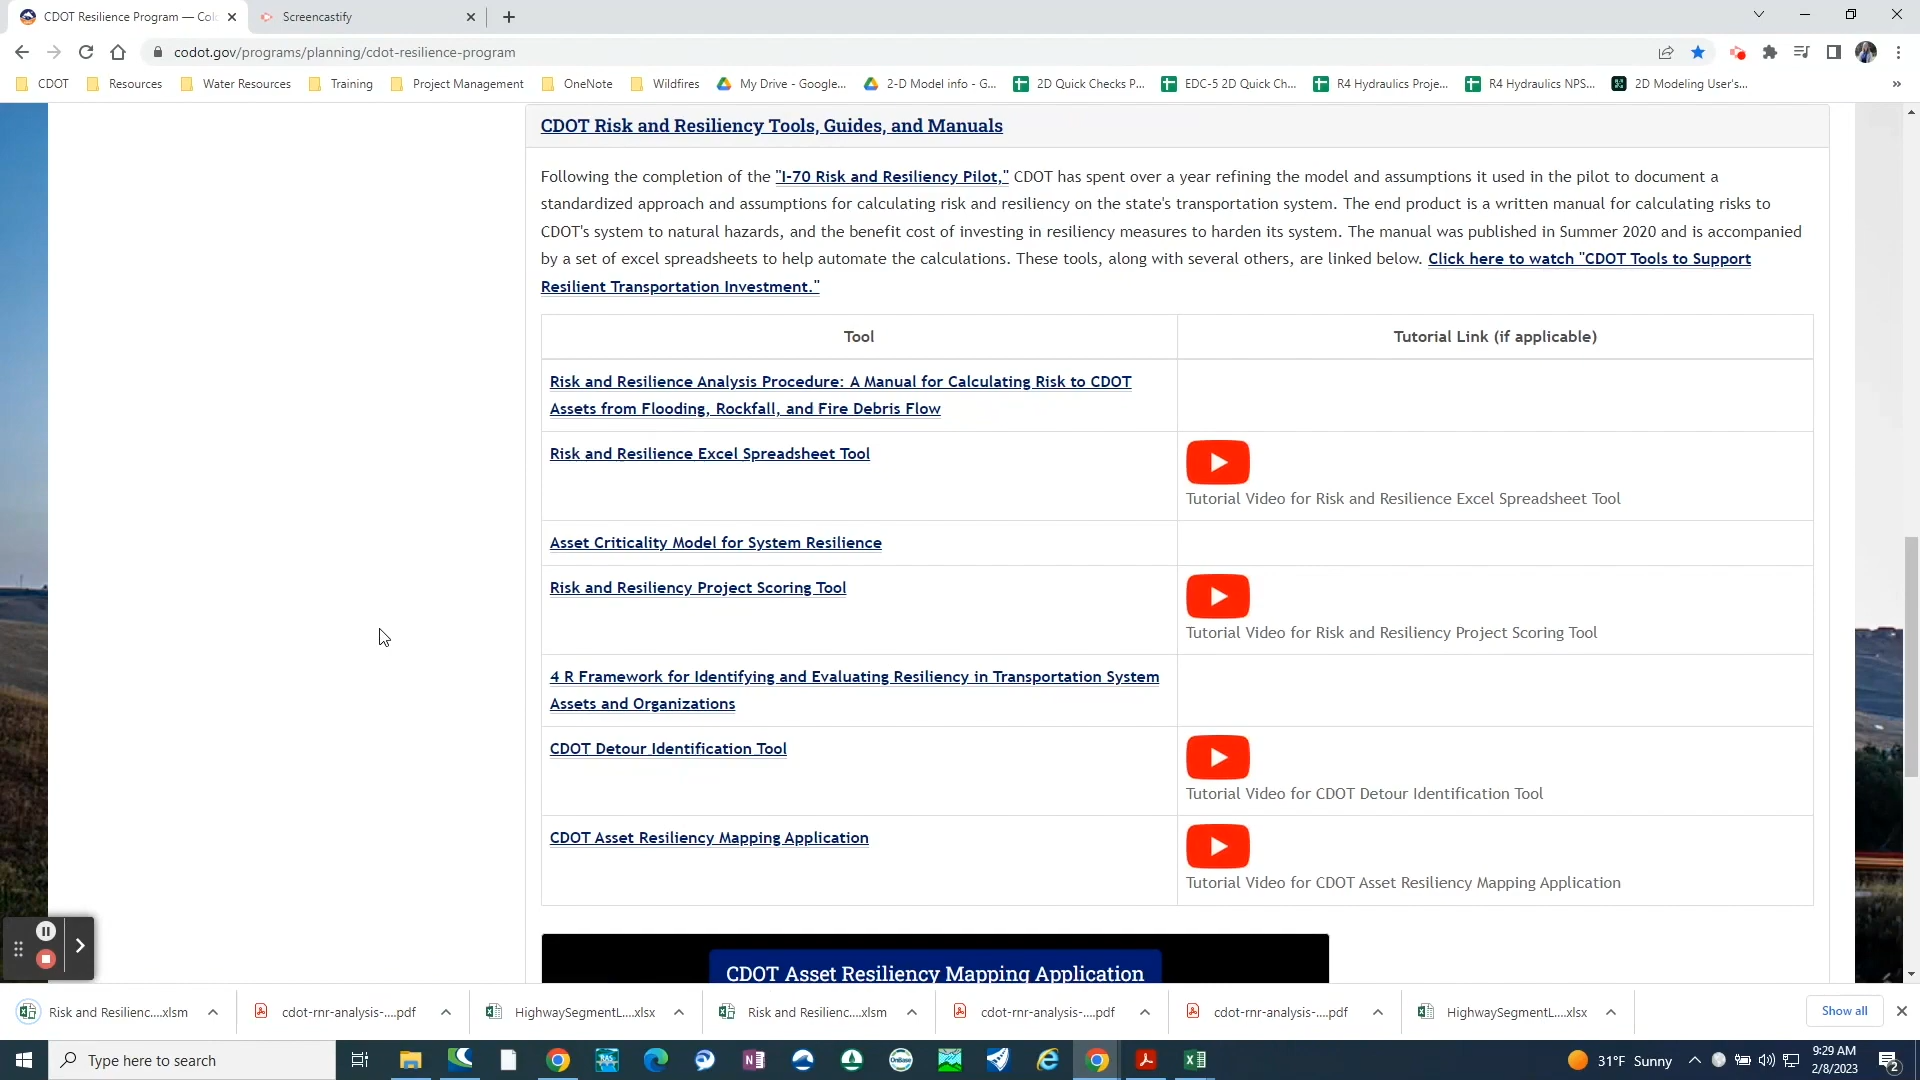 CDOT Resilience Program — Colo
Screencastify
codot.gov/programs/planning/cdot-resilience-program
CDOT
Resources
Water Resources
Training
Project Management
OneNote
Wildfires
My Drive - Google...
2-D Model info - G...
2D Quick Checks P...
EDC-5 2D Quick Ch...
R4 Hydraulics Proje...
R4 Hydraulics NPS...
2D Modeling User's...
»
CDOT Risk and Resiliency Tools, Guides, and Manuals
Following the completion of the "I-70 Risk and Resiliency Pilot," CDOT has spent over a year refining the model and assumptions it used in the pilot to document a
standardized approach and assumptions for calculating risk and resiliency on the state's transportation system. The end product is a written manual for calculating risks to
CDOT's system to natural hazards, and the benefit cost of investing in resiliency measures to harden its system. The manual was published in Summer 2020 and is accompanied
by a set of excel spreadsheets to help automate the calculations. These tools, along with several others, are linked below. Click here to watch "CDOT Tools to Support
Resilient Transportation Investment."
Tool
Tutorial Link (if applicable)
Risk and Resilience Analysis Procedure: A Manual for Calculating Risk to CDOT
Assets from Flooding, Rockfall, and Fire Debris Flow
Risk and Resilience Excel Spreadsheet Tool
Tutorial Video for Risk and Resilience Excel Spreadsheet Tool
Asset Criticality Model for System Resilience
Risk and Resiliency Project Scoring Tool
Tutorial Video for Risk and Resiliency Project Scoring Tool
4 R Framework for Identifying and Evaluating Resiliency in Transportation System
Assets and Organizations
CDOT Detour Identification Tool
Tutorial Video for CDOT Detour Identification Tool
CDOT Asset Resiliency Mapping Application
Tutorial Video for CDOT Asset Resiliency Mapping Application
CDOT Asset Resiliency Mapping Application
Risk and Resilienc....xlsm
cdot-rnr-analysis-....pdf
HighwaySegmentL....xlsx
Risk and Resilienc....xlsm
cdot-rnr-analysis-....pdf
cdot-rnr-analysis-....pdf
HighwaySegmentL....xlsx
Show all
Type here to search
31°F Sunny
9:29 AM
2/8/2023
2